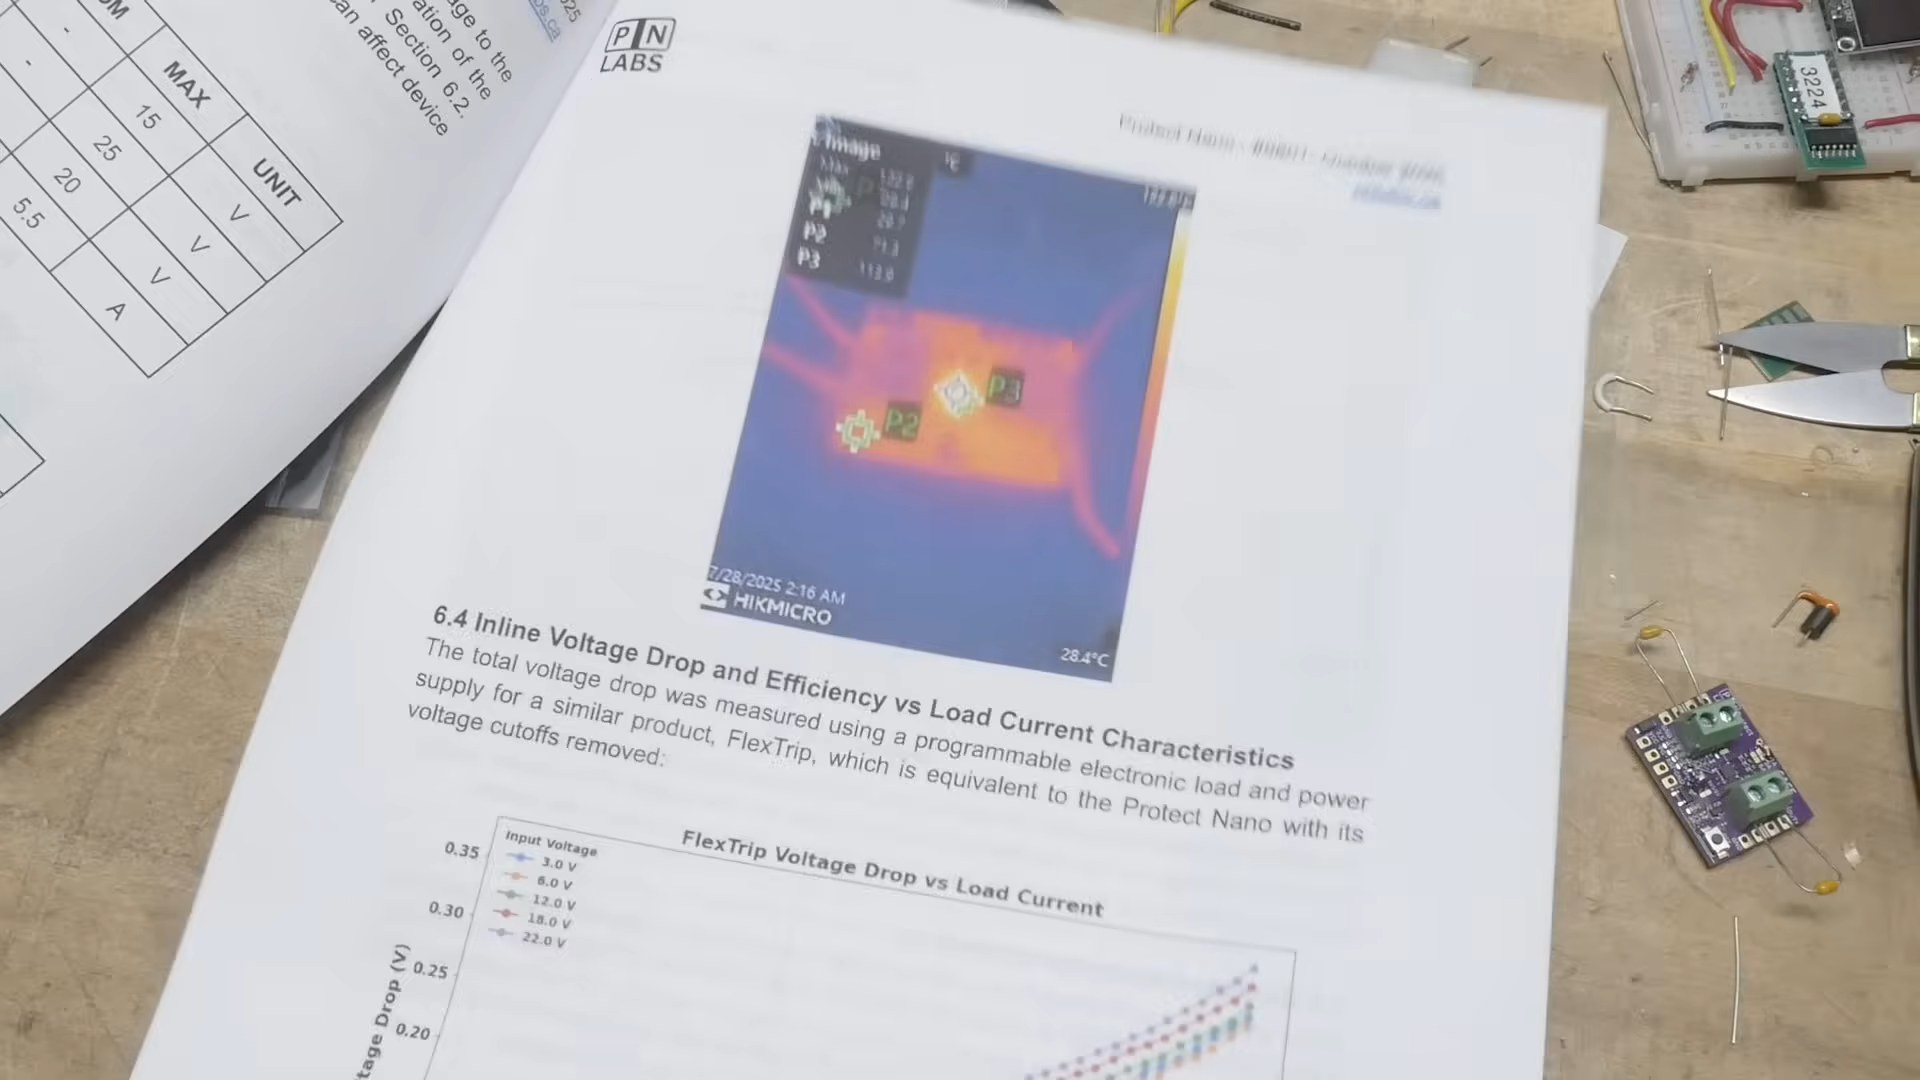 OM
MAX
UNIT
-
15
V
-
25
V
20
V
5.5
A
age to the
ation of the
Section 6.2.
an affect device
2025
bs.ca
PIN
LABS
Image
°C
P2
P3
P3
P2
7/28/2025 2:16 AM
HIKMICRO
28.4°C
6.4 Inline Voltage Drop and Efficiency vs Load Current Characteristics
The total voltage drop was measured using a programmable electronic load and power
supply for a similar product, FlexTrip, which is equivalent to the Protect Nano with its
voltage cutoffs removed:
FlexTrip Voltage Drop vs Load Current
Input Voltage
3.0 V
6.0 V
12.0 V
18.0 V
22.0 V
0.35
0.30
0.25
0.20
tage Drop (V)
3224